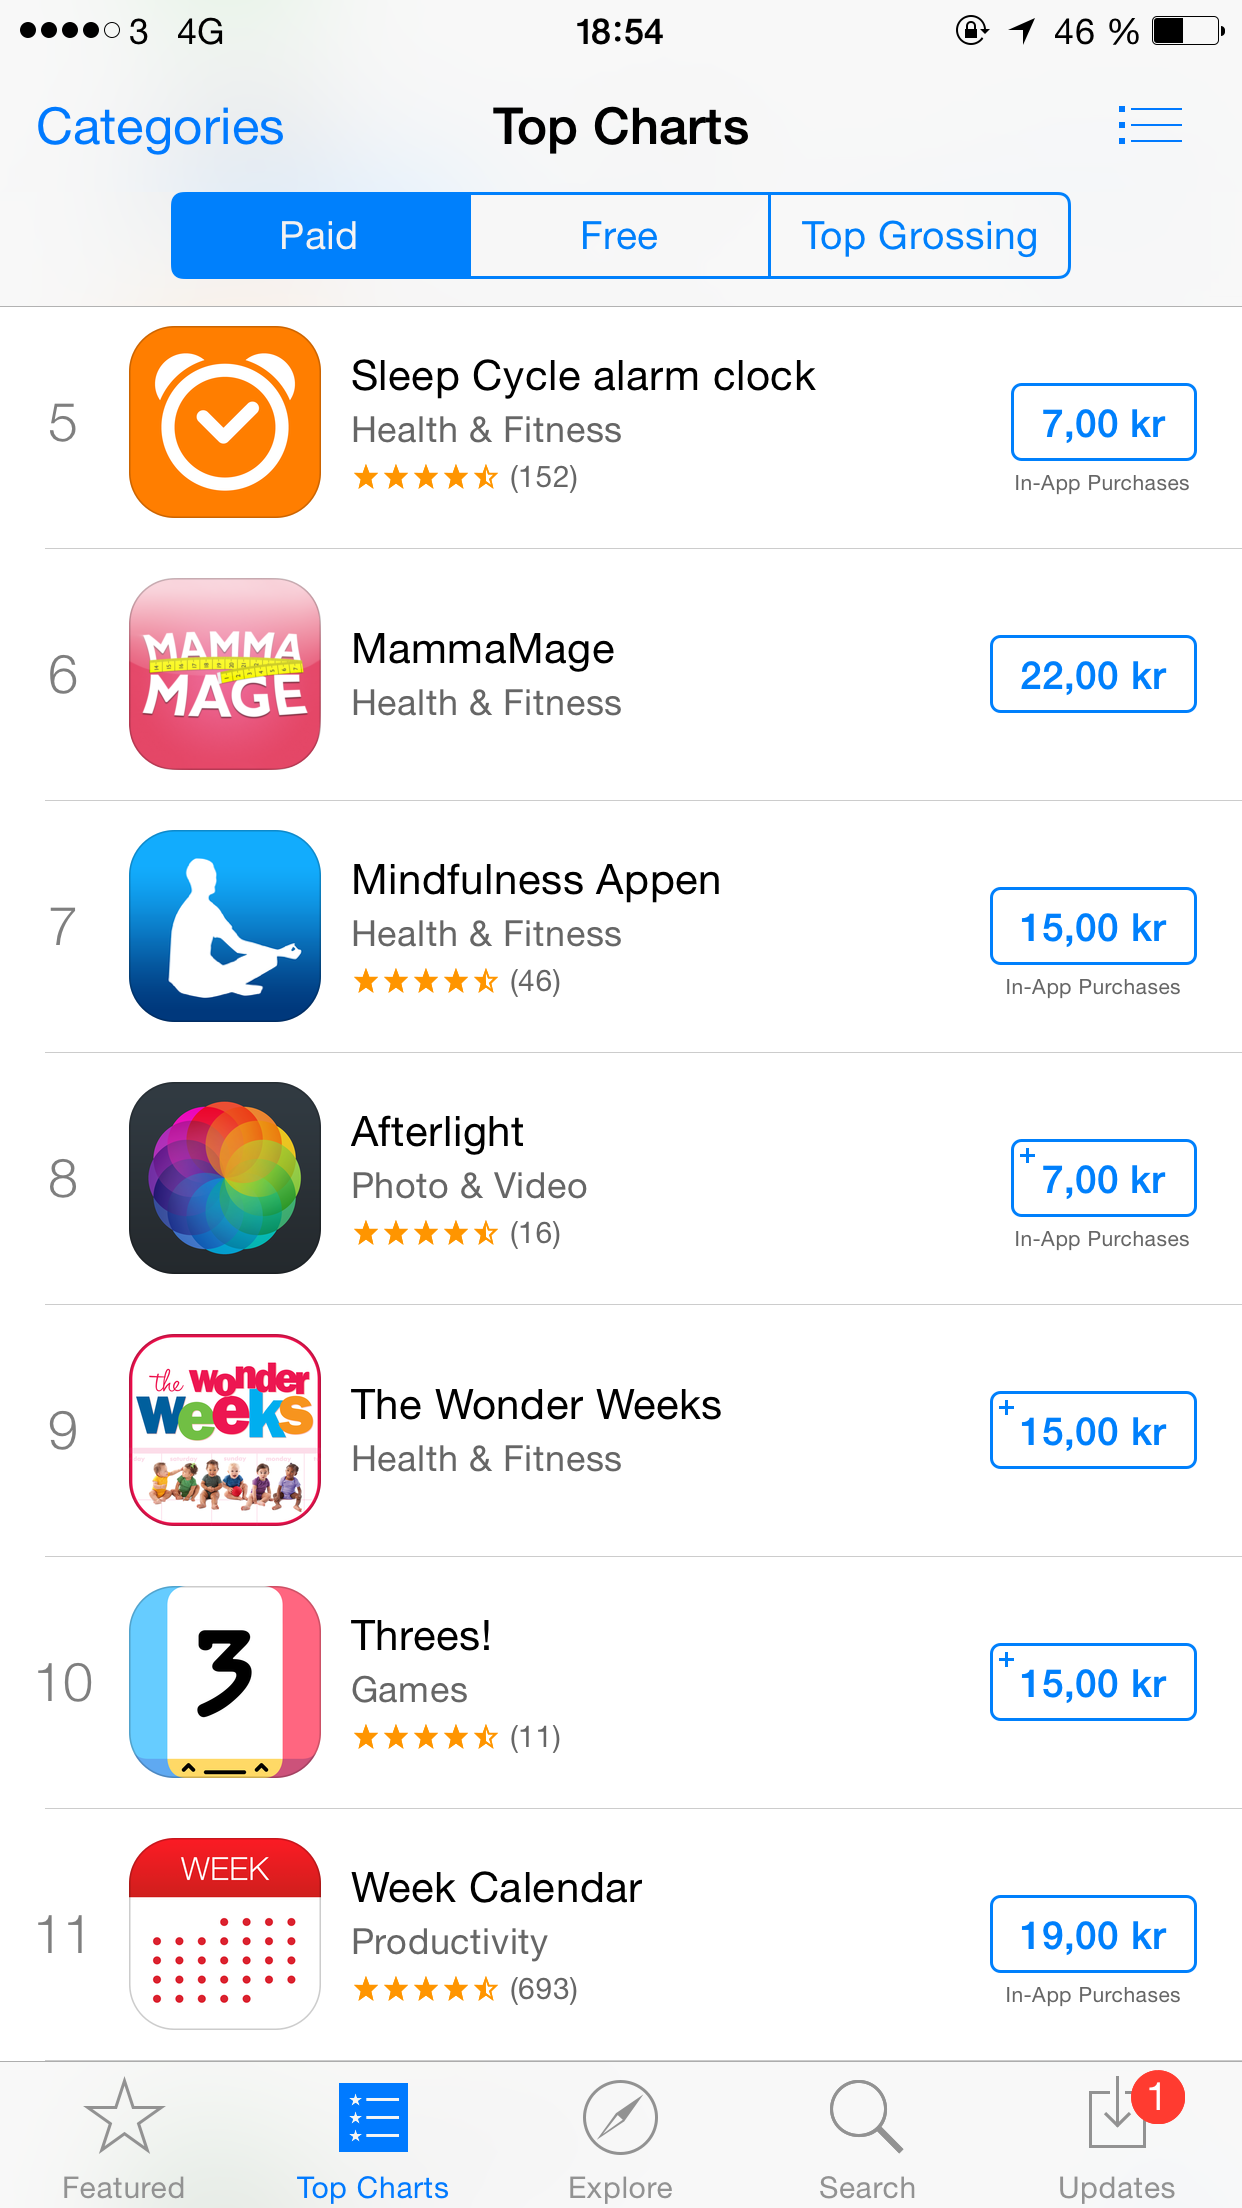 3 4G 18:54 46 %
Categories Top Charts
Paid Free Top Grossing
5
Sleep Cycle alarm clock
Health & Fitness
(152)
7,00 kr
In-App Purchases
6
MAMMA
MAGE
MammaMage
Health & Fitness
22,00 kr
7
Mindfulness Appen
Health & Fitness
(46)
15,00 kr
In-App Purchases
8
Afterlight
Photo & Video
(16)
+ 7,00 kr
In-App Purchases
9
the wonder
weeks
The Wonder Weeks
Health & Fitness
+ 15,00 kr
10
3
Threes!
Games
(11)
+ 15,00 kr
11
WEEK
Week Calendar
Productivity
(693)
19,00 kr
In-App Purchases
1
Featured Top Charts Explore Search Updates